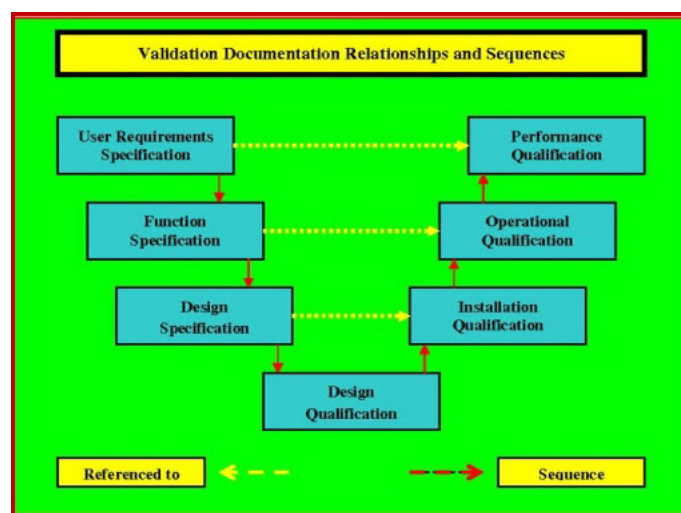 Validation Documentation Relationships and Sequences
User Requirements
Specification
Performance
Qualification
Function
Specification
Operational
Qualification
Design
Specification
Installation
Qualification
Design
Qualification
Referenced to
Sequence